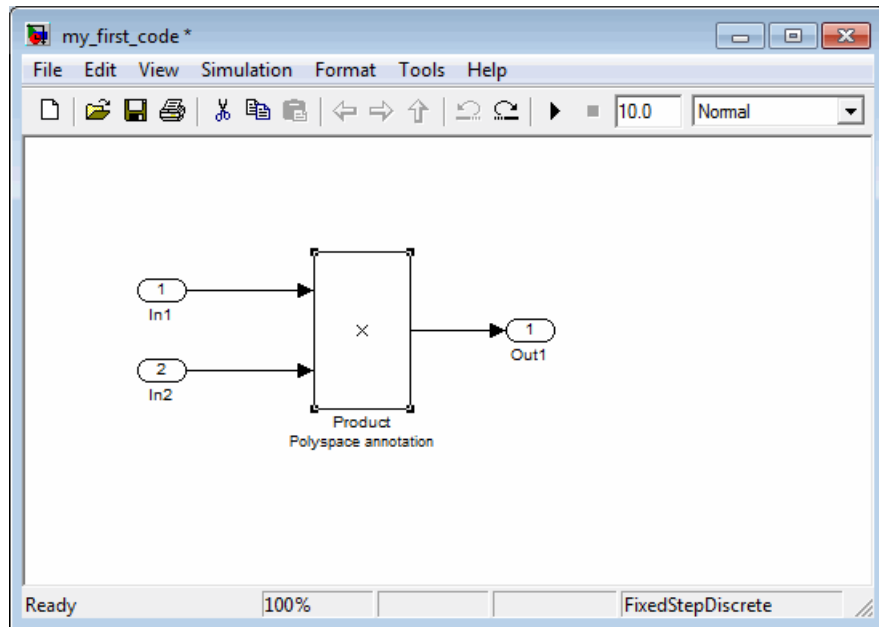 my_first_code *
File Edit View Simulation Format Tools Help
10.0 Normal
1
In1
2
In2
×
Product
Polyspace annotation
1
Out1
Ready 100% FixedStepDiscrete